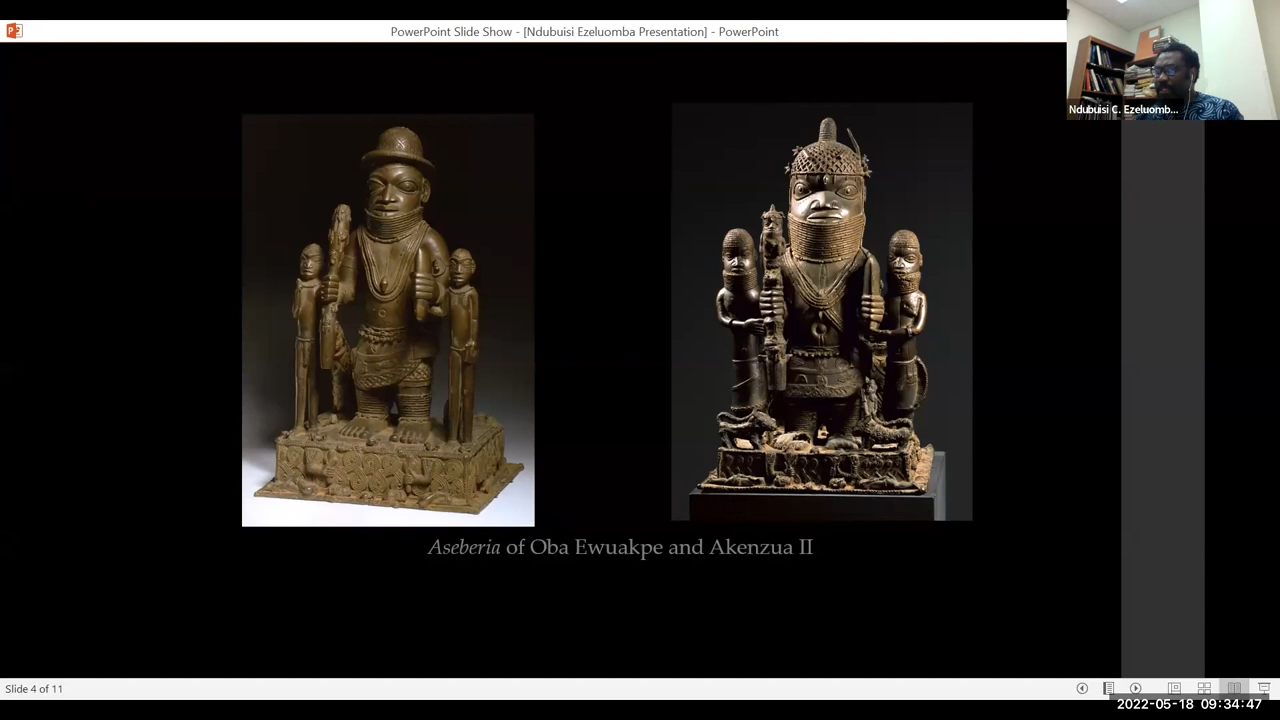 PowerPoint Slide Show - [Ndubuisi Ezeluomba Presentation] - PowerPoint
Ndubuisi C. Ezeluomb...
Aseberia of Oba Ewuakpe and Akenzua II
Slide 4 of 11
2022-05-18 09:34:47